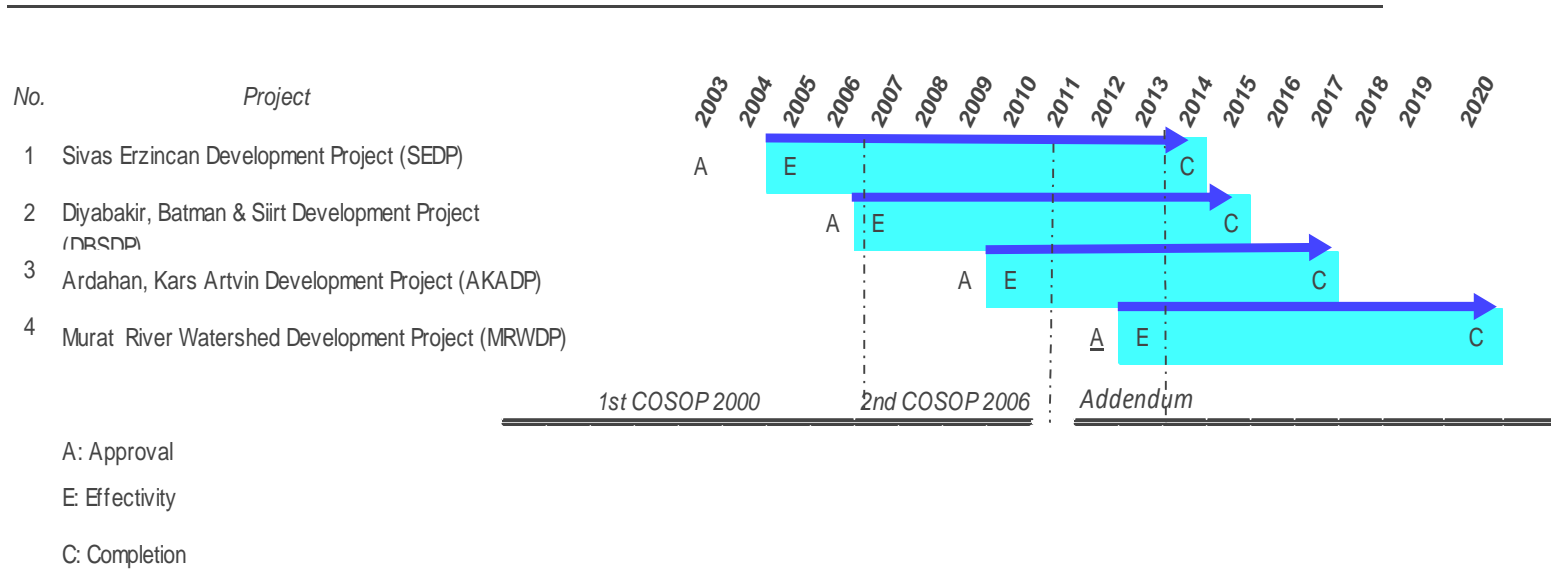 2003 2004 2005 2006 2007 2008 2009 2010 2011 2012 2013 2014 2015 2016 2017 2018 2019 2020
No. Project
1 Sivas Erzincan Development Project (SEDP) A E C
2 Diyabakir, Batman & Siirt Development Project A E C
(DBSDP)
3 Ardahan, Kars Artvin Development Project (AKADP) A E C
4 Murat River Watershed Development Project (MRWDP) A E C
1st COSOP 2000 2nd COSOP 2006 Addendum
A: Approval
E: Effectivity
C: Completion